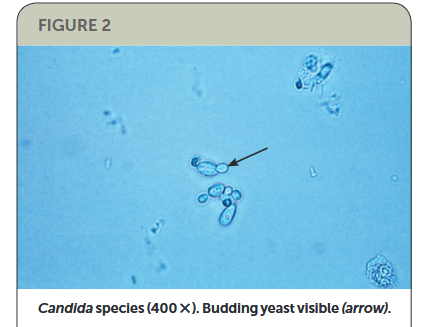 FIGURE 2
Candida species (400 ×). Budding yeast visible (arrow).